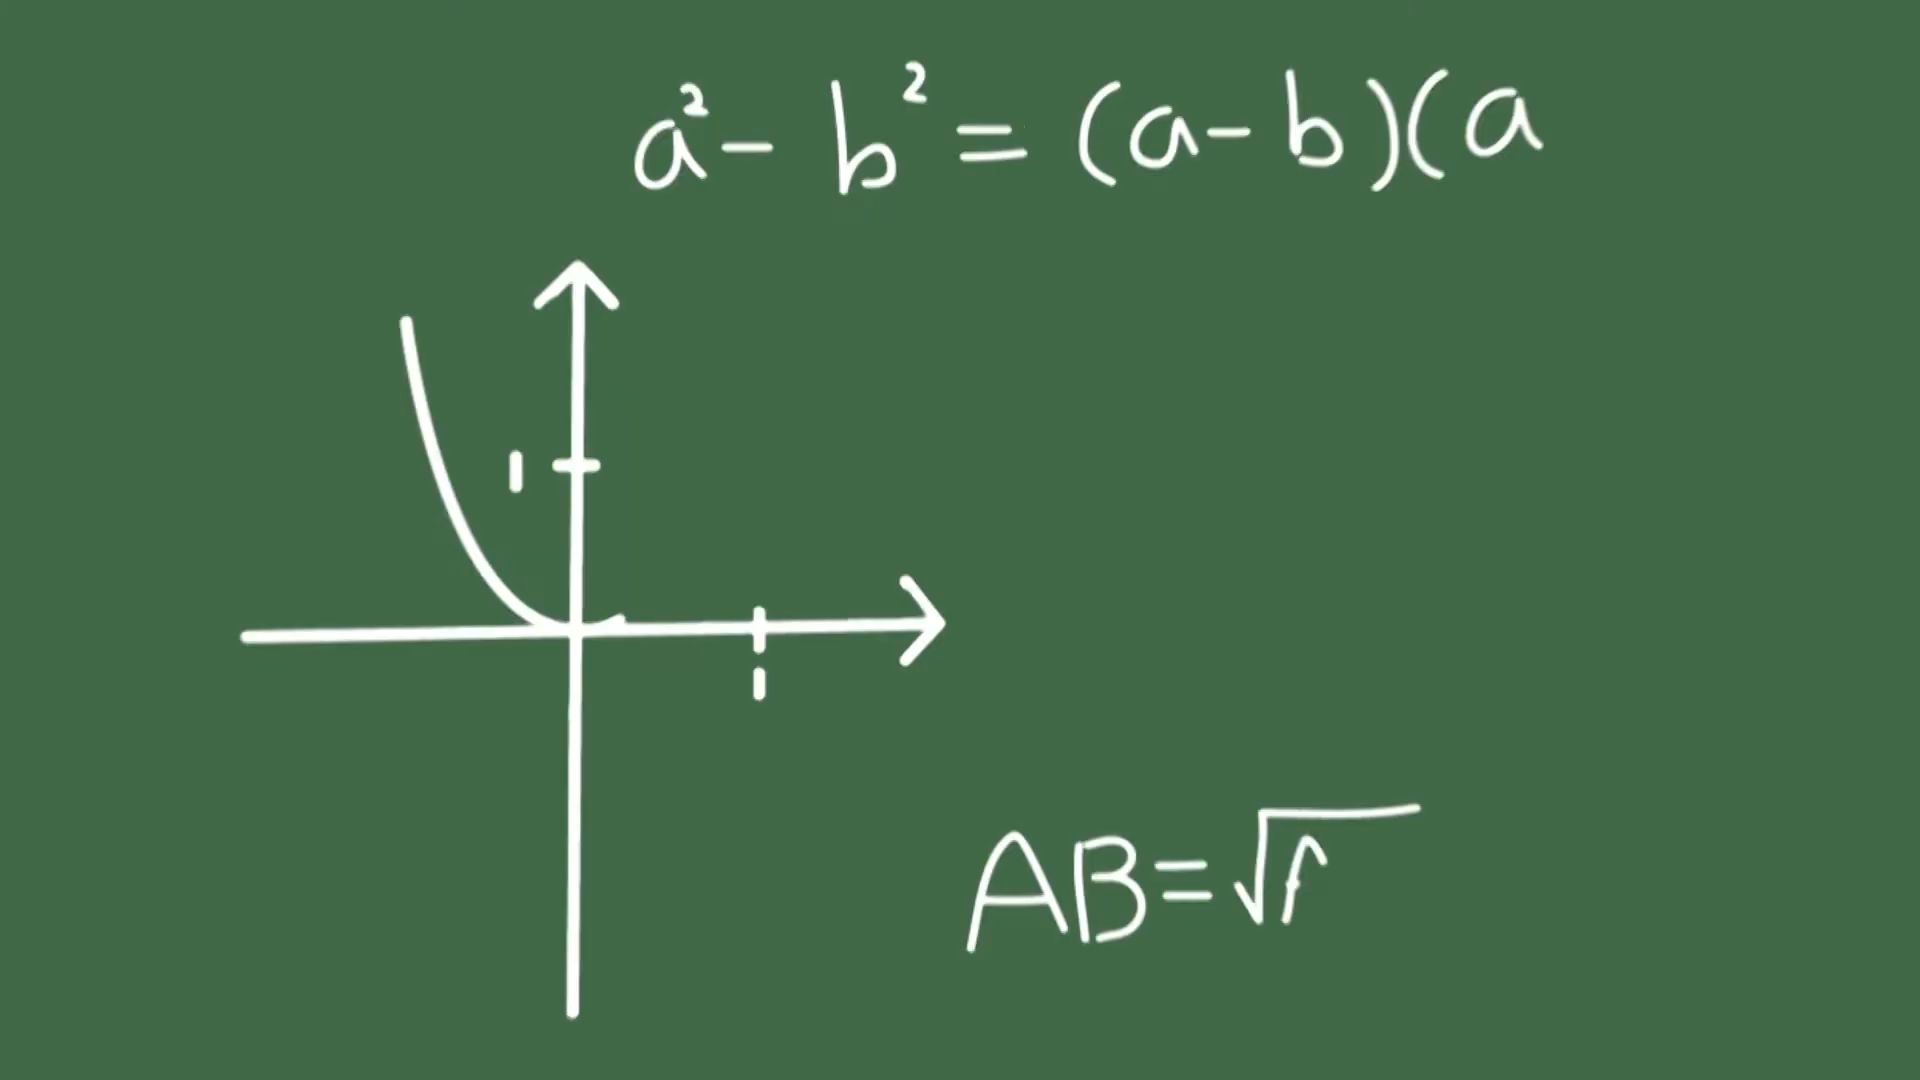 a² - b² = (a-b)(a
1
1
AB=√r